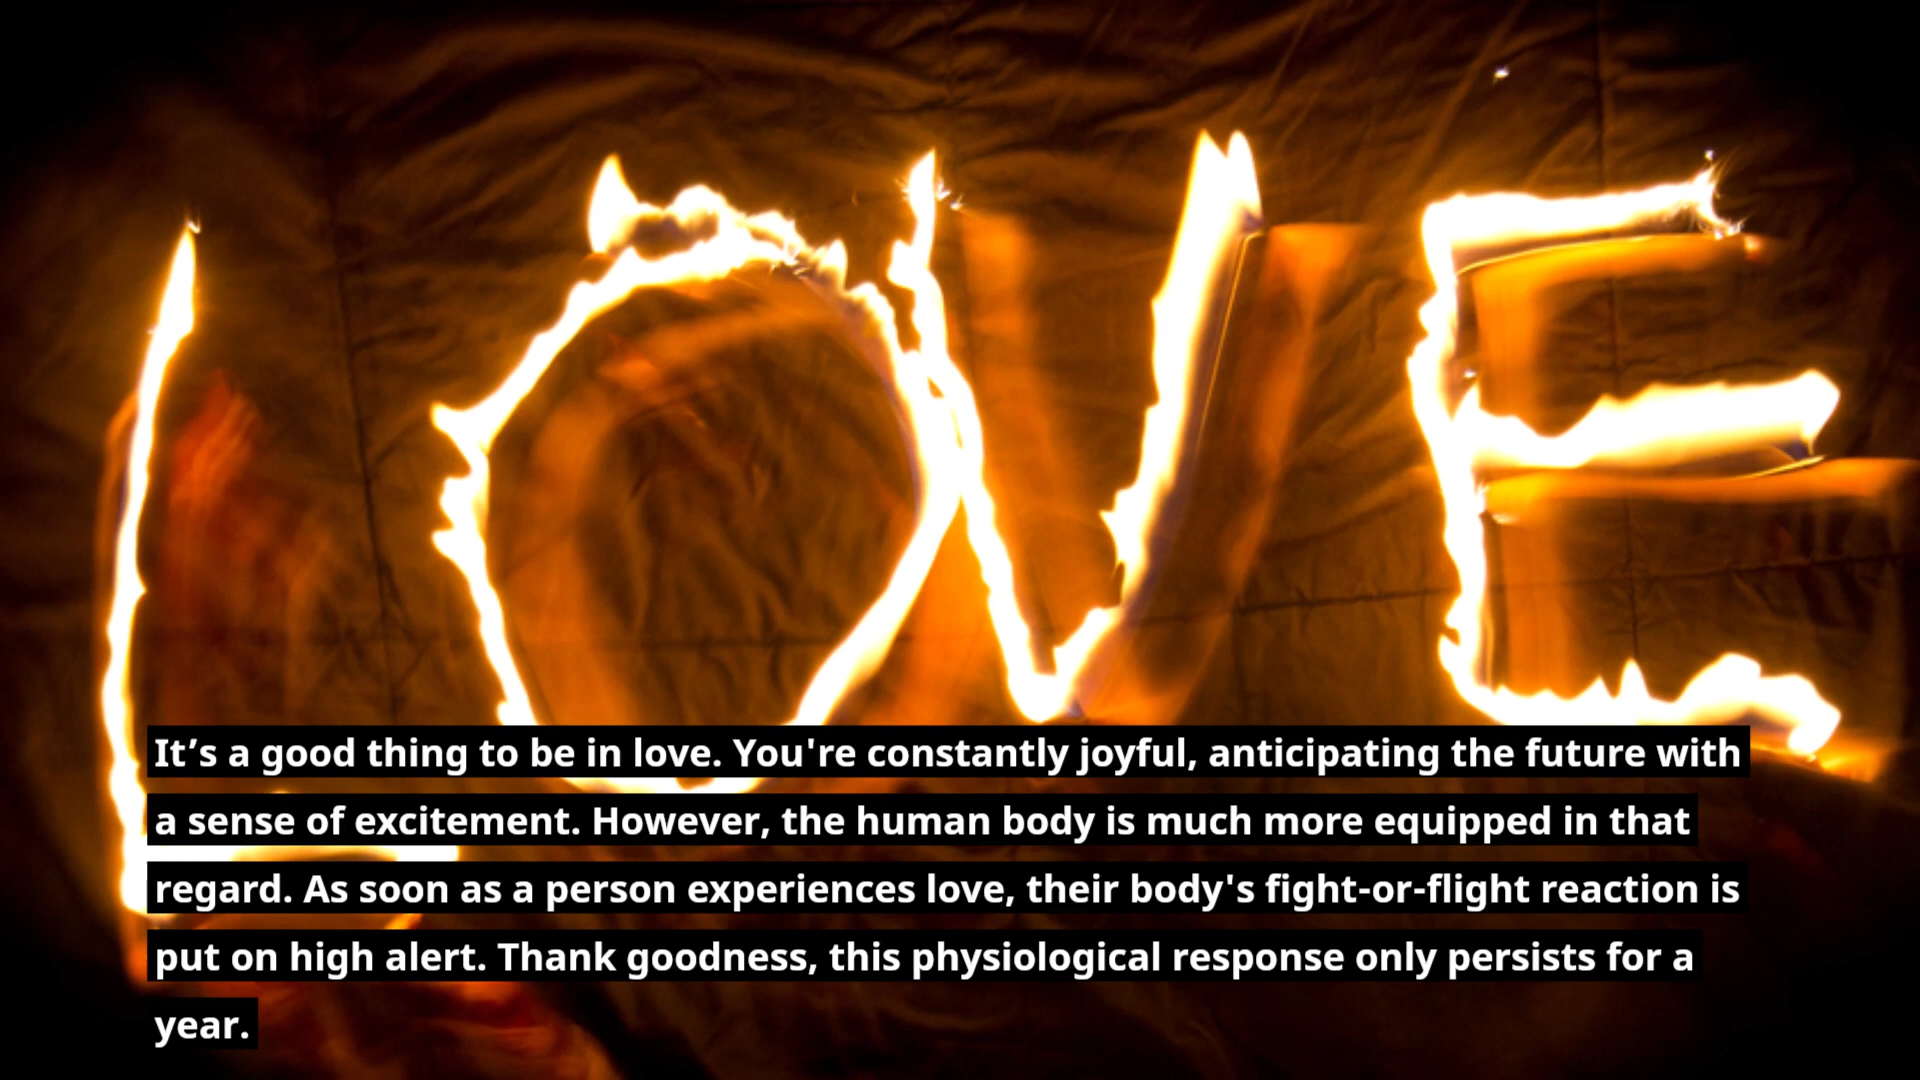 LOVE
It’s a good thing to be in love. You're constantly joyful, anticipating the future with
a sense of excitement. However, the human body is much more equipped in that
regard. As soon as a person experiences love, their body's fight-or-flight reaction is
put on high alert. Thank goodness, this physiological response only persists for a
year.